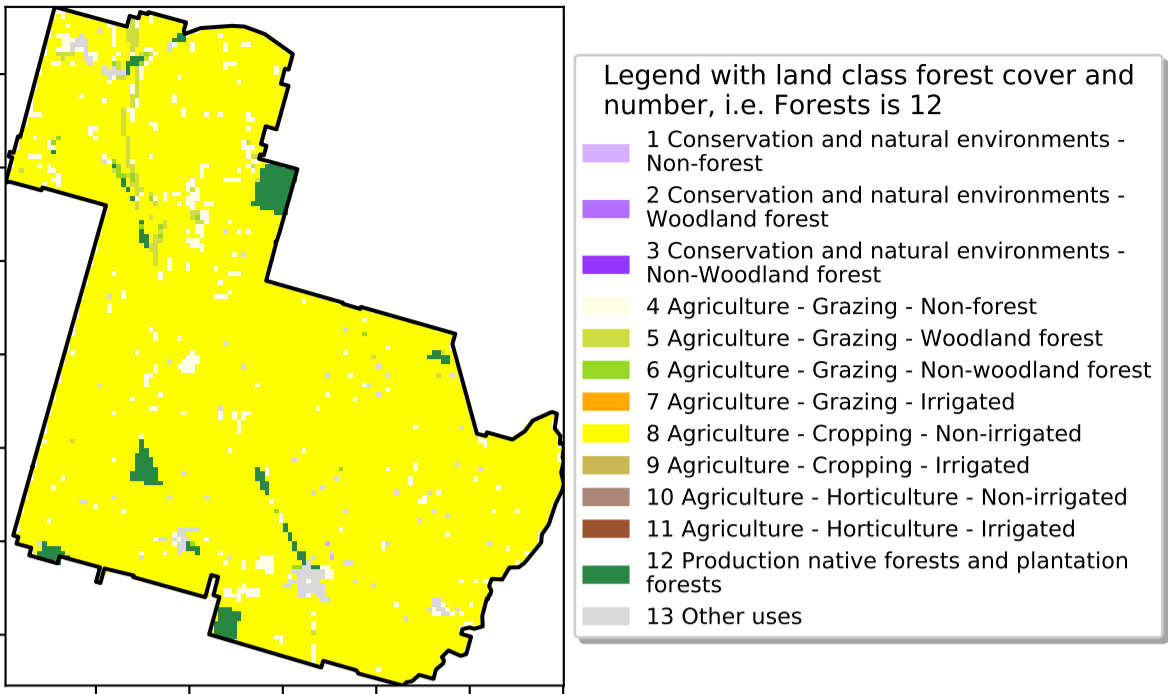 Legend with land class forest cover and
number, i.e. Forests is 12
1 Conservation and natural environments -
Non-forest
2 Conservation and natural environments -
Woodland forest
3 Conservation and natural environments -
Non-Woodland forest
4 Agriculture - Grazing - Non-forest
5 Agriculture - Grazing - Woodland forest
6 Agriculture - Grazing - Non-woodland forest
7 Agriculture - Grazing - Irrigated
8 Agriculture - Cropping - Non-irrigated
9 Agriculture - Cropping - Irrigated
10 Agriculture - Horticulture - Non-irrigated
11 Agriculture - Horticulture - Irrigated
12 Production native forests and plantation
forests
13 Other uses